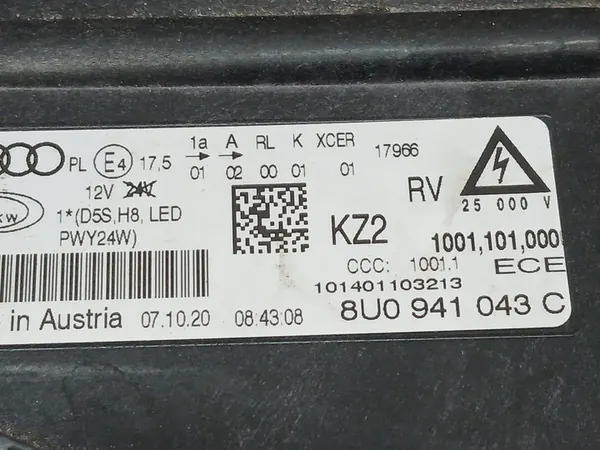 PL E4 17,5 1a A RL K XCER 17966
01 02 00 01 01
12V 24V
1*(D5S, H8, LED
PWY24W)
RV
25 000 V
KZ2
1001,101,000
CCC: 1001.1 ECE
101401103213
in Austria 07.10.20 08:43:08 8U0 941 043 C